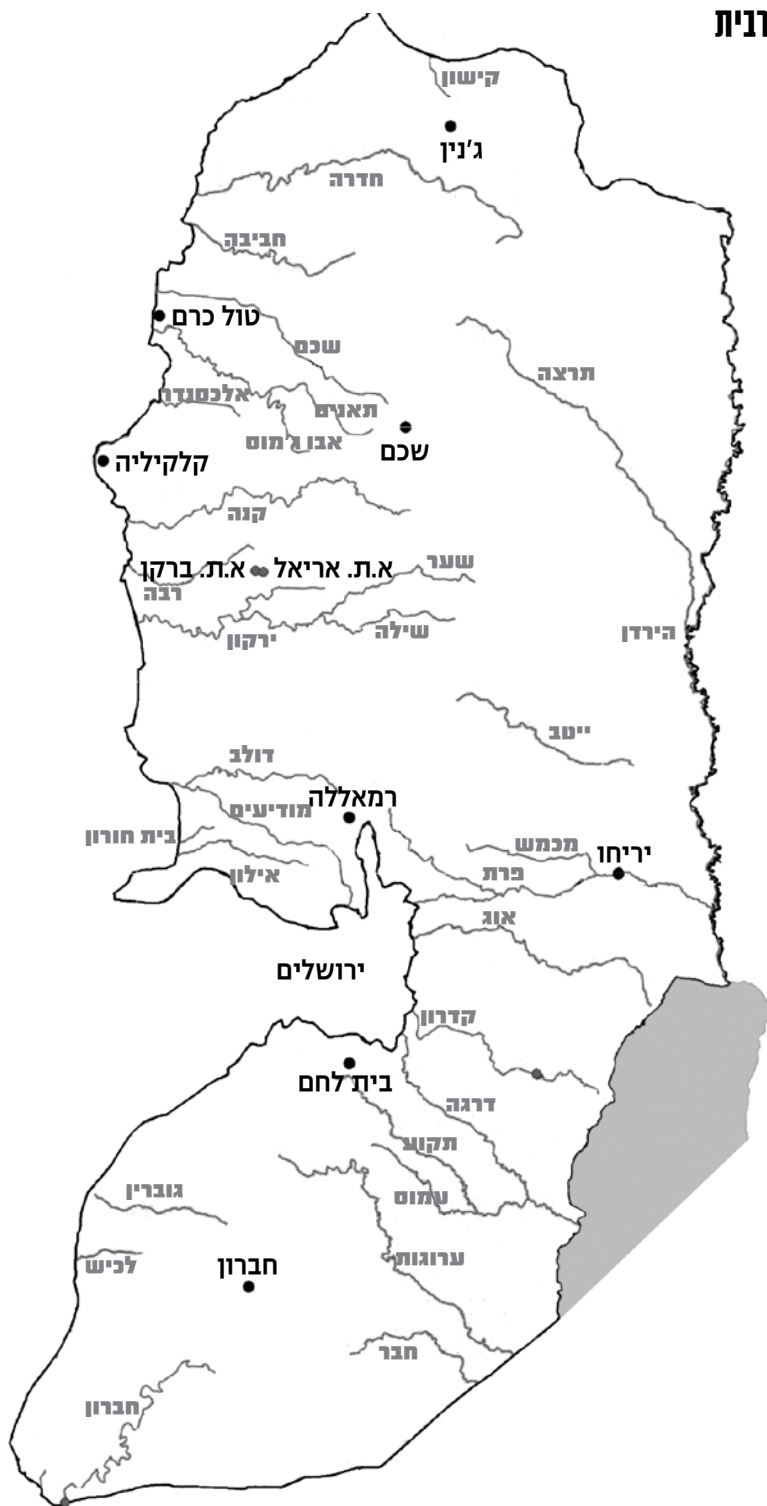 רבית
קישון
ג'נין
חדרה
חביבה
טול כרם
שכם
תרצה
אלכסנדר
תאנים
אבו ג'מוס
שכם
קלקיליה
קנה
שער
א.ת. אריאל
א.ת. ברקן
רבה
שילה
ירקון
הירדן
ייטב
דולב
רמאללה
מודיעים
בית חורון
אילון
מכמש
יריחו
פרת
אוג
ירושלים
קדרון
בית לחם
דרגה
תקוע
עמוס
גוברין
ערוגות
לכיש
חברון
חבר
חברון